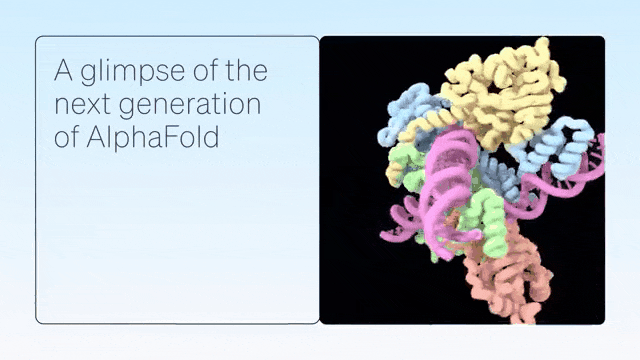 A glimpse of the
next generation
of AlphaFold